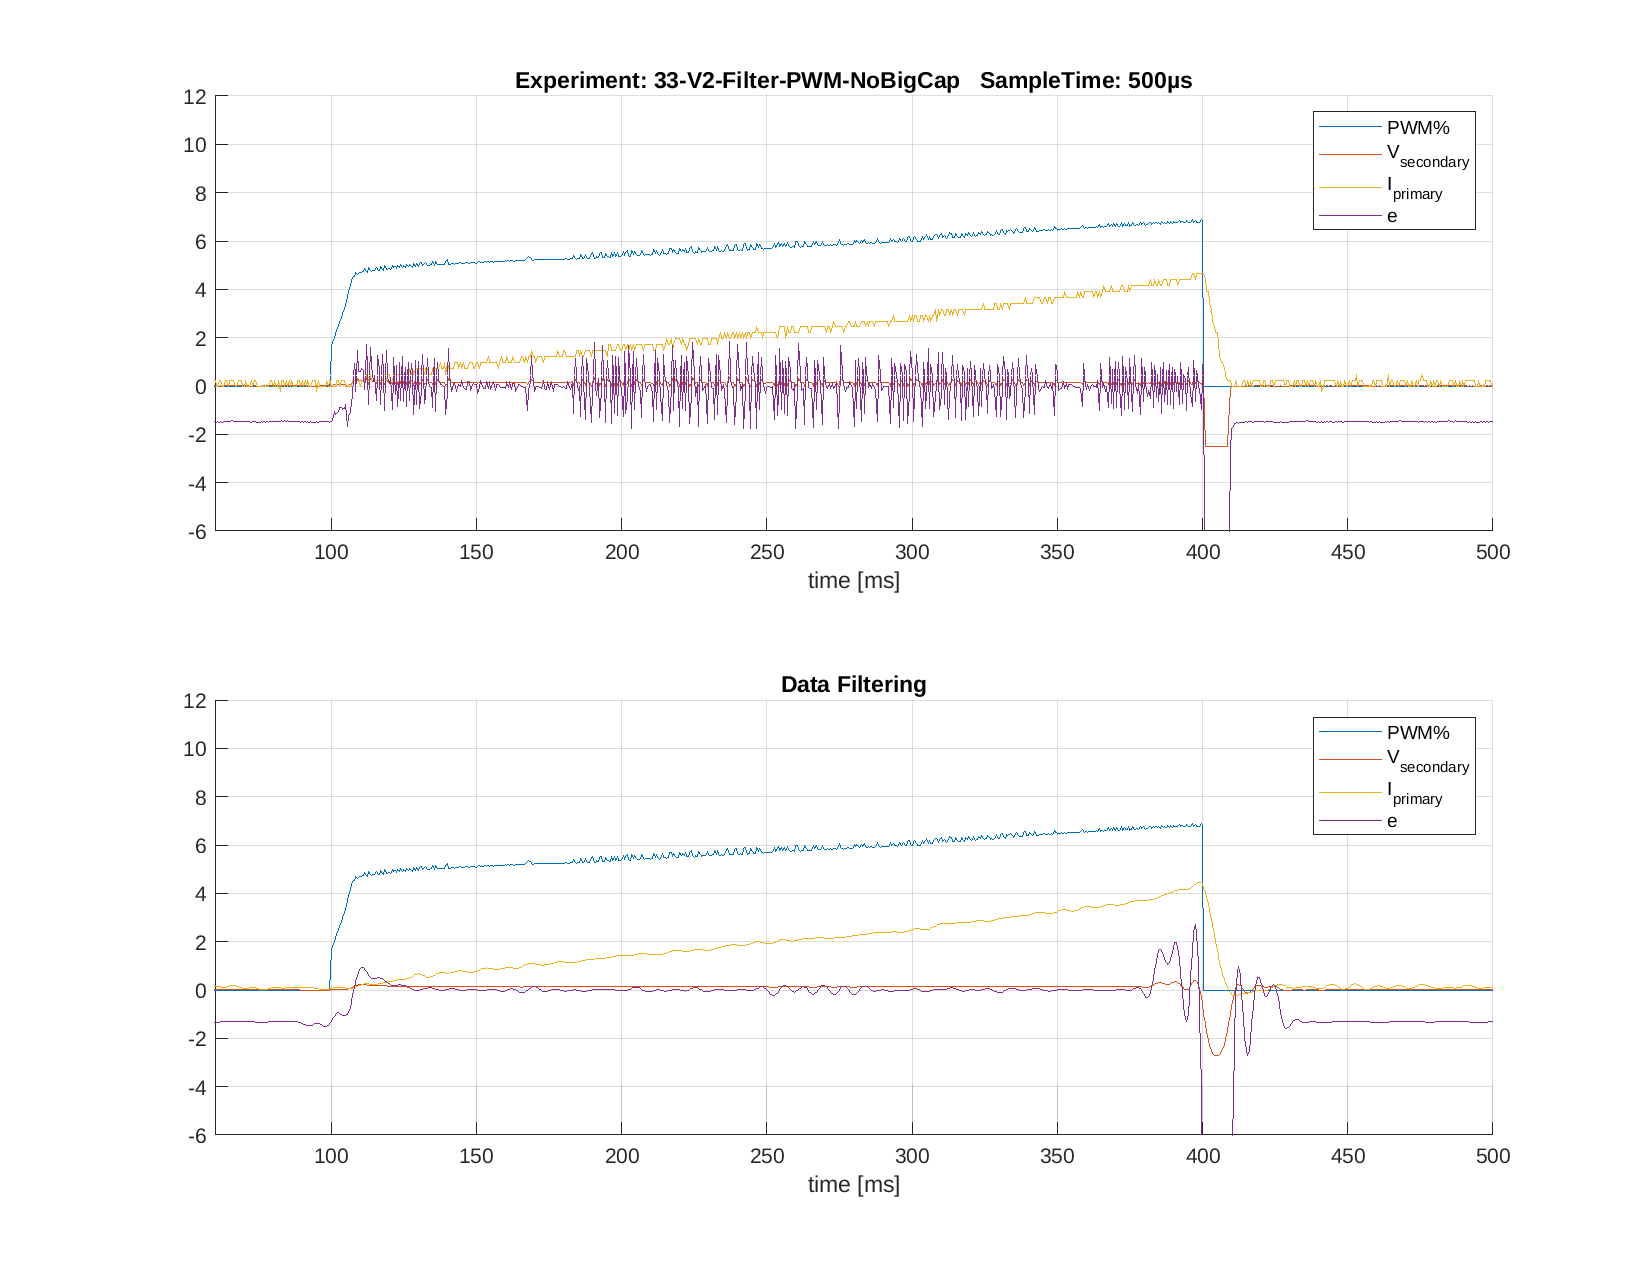 Experiment: 33-V2-Filter-PWM-NoBigCap   SampleTime: 500µs
12
10
8
6
4
2
0
-2
-4
-6
PWM%
Vsecondary
Iprimary
e
100 150 200 250 300 350 400 450 500
time [ms]
Data Filtering
12
10
8
6
4
2
0
-2
-4
-6
PWM%
Vsecondary
Iprimary
e
100 150 200 250 300 350 400 450 500
time [ms]